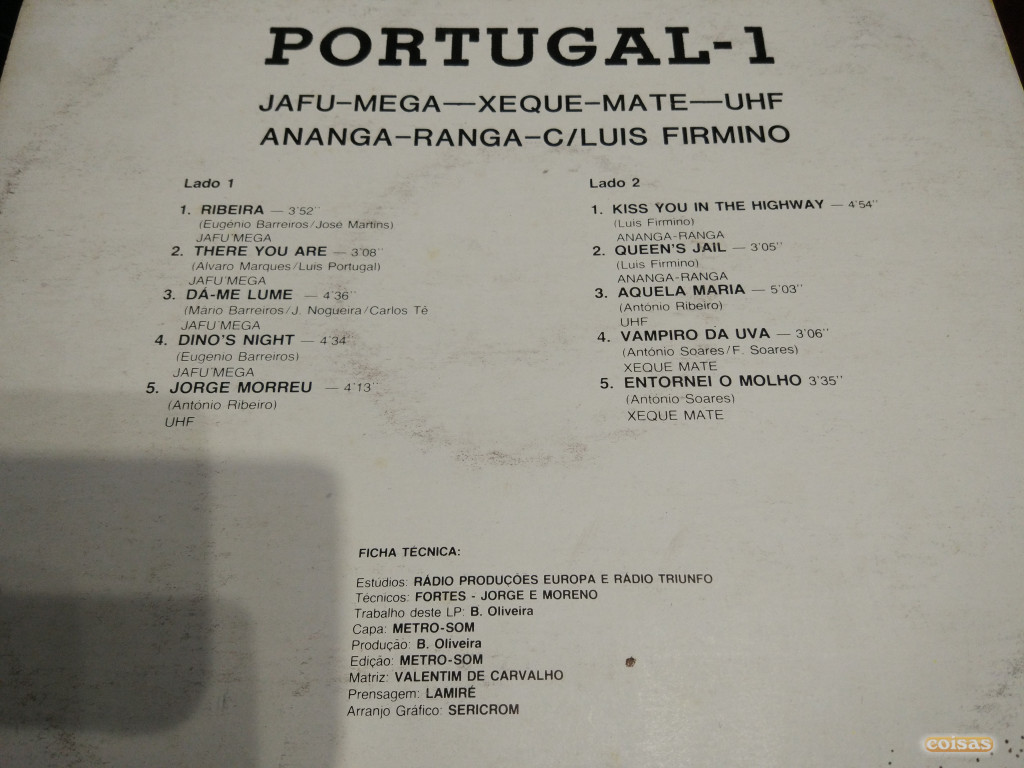 PORTUGAL-1
JAFU-MEGA—XEQUE-MATE—UHF
ANANGA-RANGA-C/LUIS FIRMINO
Lado 1
1. RIBEIRA — 3'52''
(Eugénio Barreiros/José Martins)
JAFU'MEGA
2. THERE YOU ARE — 3'08''
(Alvaro Marques/Luis Portugal)
JAFU'MEGA
3. DÁ-ME LUME — 4'36''
(Mário Barreiros/J. Nogueira/Carlos Té
JAFU'MEGA
4. DINO'S NIGHT — 4'34''
(Eugenio Barreiros)
JAFU'MEGA
5. JORGE MORREU — 4'13''
(António Ribeiro)
UHF
Lado 2
1. KISS YOU IN THE HIGHWAY — 4'54''
(Luis Firmino)
ANANGA-RANGA
2. QUEEN'S JAIL — 3'05''
(Luis Firmino)
ANANGA-RANGA
3. AQUELA MARIA — 5'03''
(António Ribeiro)
UHF
4. VAMPIRO DA UVA — 3'06''
(António Soares/F. Soares)
XEQUE MATE
5. ENTORNEI O MOLHO 3'35''
(António Soares)
XEQUE MATE
FICHA TÉCNICA:
Estúdios: RÁDIO PRODUÇÕES EUROPA E RÁDIO TRIUNFO
Técnicos: FORTES - JORGE E MORENO
Trabalho deste LP: B. Oliveira
Capa: METRO-SOM
Produção: B. Oliveira
Edição: METRO-SOM
Matriz: VALENTIM DE CARVALHO
Prensagem: LAMIRÉ
Arranjo Gráfico: SERICROM
coisas